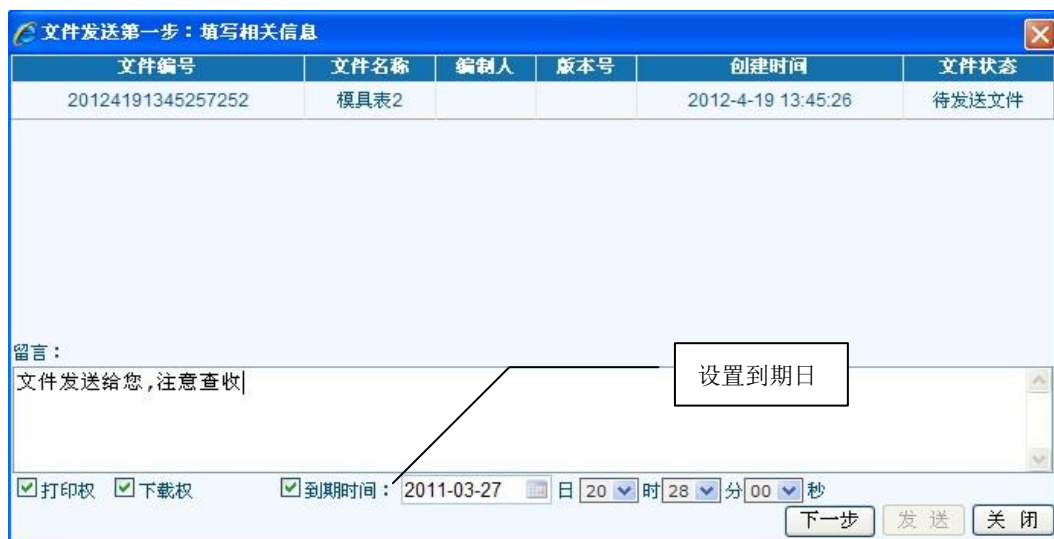 文件发送第一步：填写相关信息
文件编号 文件名称 编制人 版本号 创建时间 文件状态
20124191345257252 模具表2 2012-4-19 13:45:26 待发送文件
留言：
设置到期日
文件发送给您,注意查收
打印权 下载权 到期时间： 2011-03-27 日 20 时 28 分 00 秒
下一步 发 送 关 闭